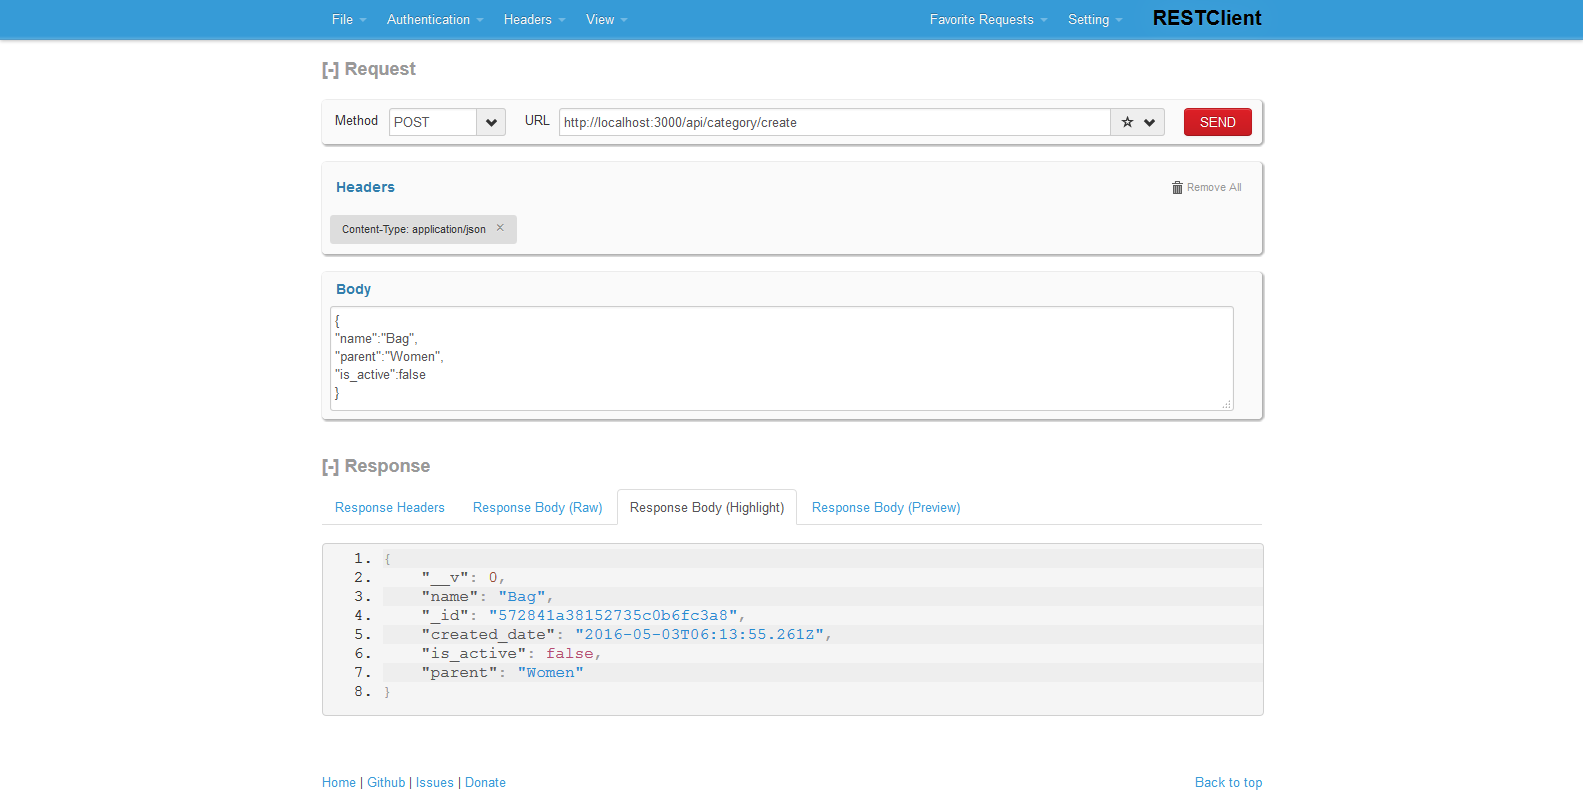 File Authentication Headers View Favorite Requests Setting RESTClient
[-] Request
Method POST URL http://localhost:3000/api/category/create SEND
Headers Remove All
Content-Type: application/json ×
Body
{
"name":"Bag",
"parent":"Women",
"is_active":false
}
[-] Response
Response Headers Response Body (Raw) Response Body (Highlight) Response Body (Preview)
1. {
2. "__v": 0,
3. "name": "Bag",
4. "_id": "572841a38152735c0b6fc3a8",
5. "created_date": "2016-05-03T06:13:55.261Z",
6. "is_active": false,
7. "parent": "Women"
8. }
Home | Github | Issues | Donate Back to top